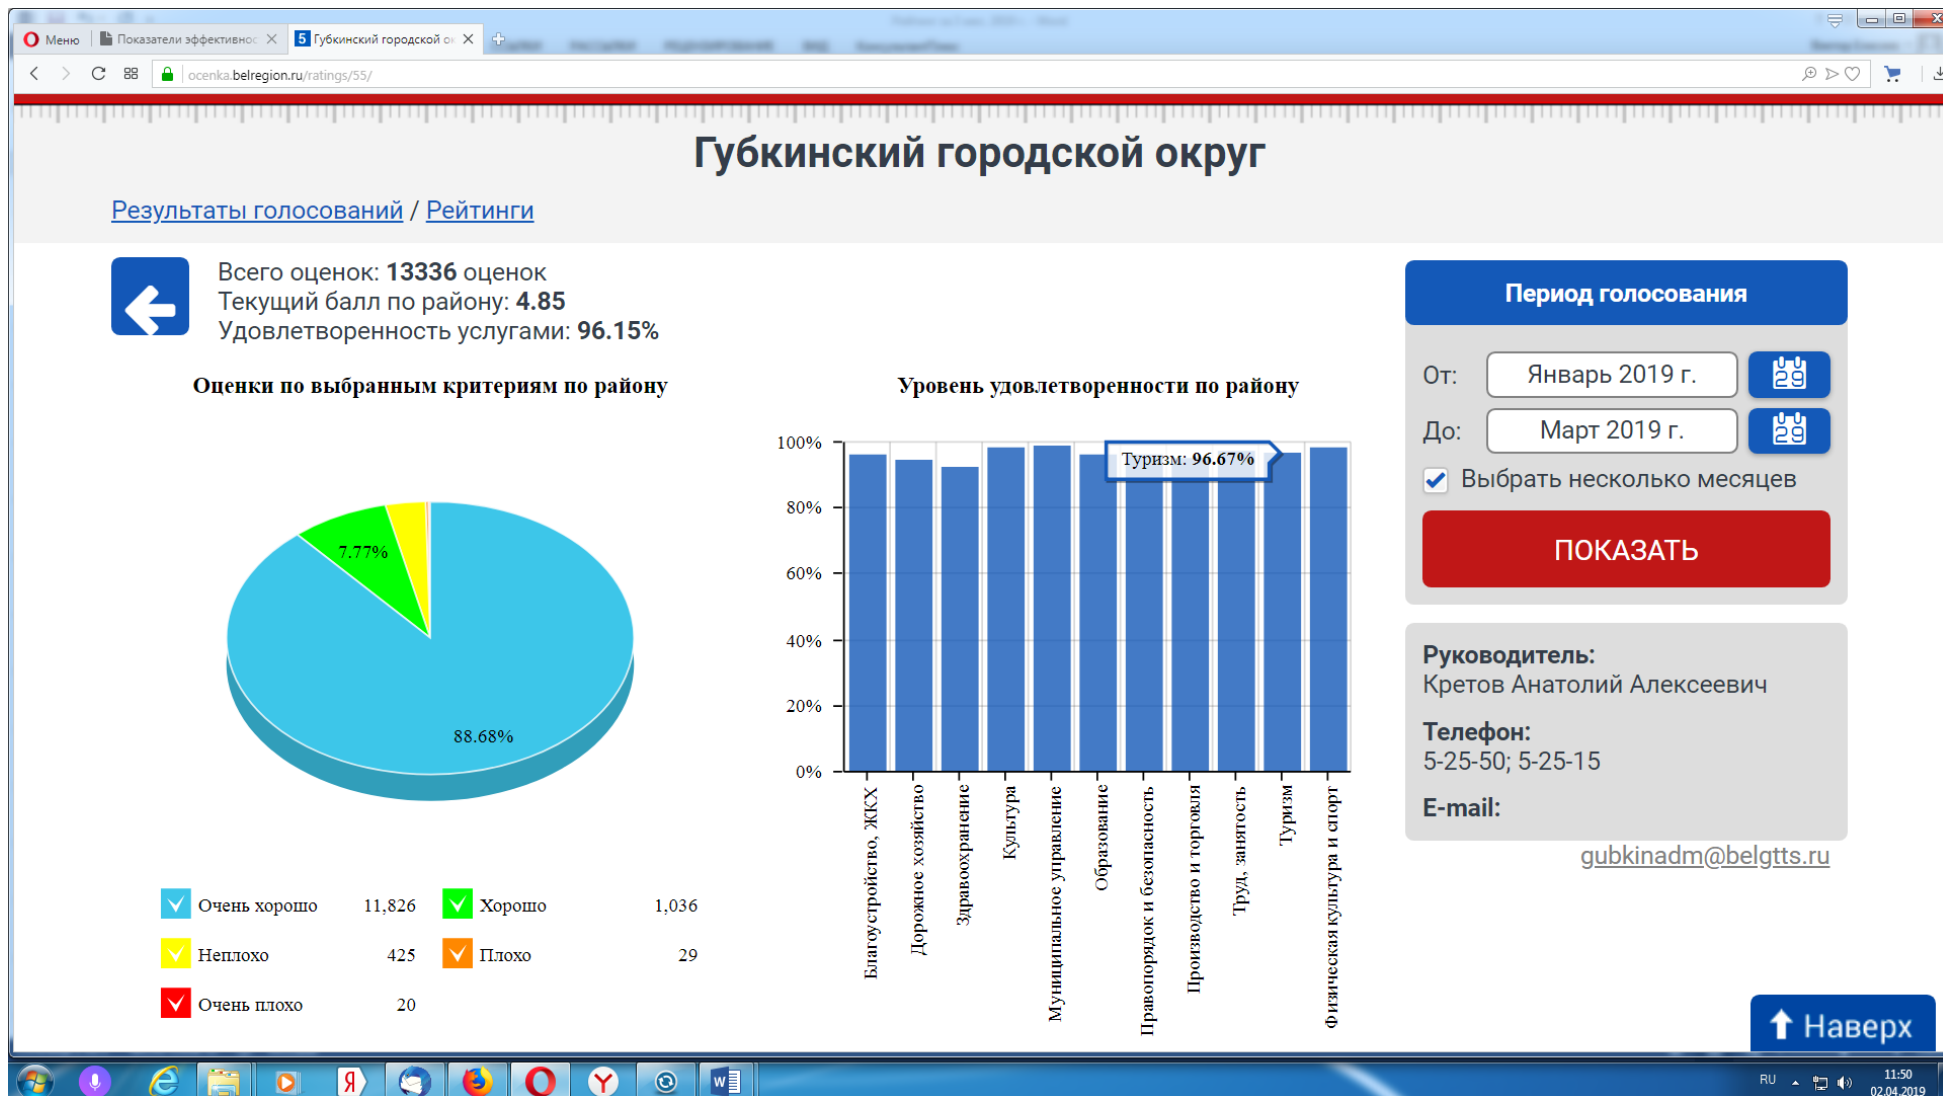 Меню
Показатели эффективнос
5 Губкинский городской о
ocenka.belregion.ru/ratings/55/
Губкинский городской округ
Результаты голосований / Рейтинги
Всего оценок: 13336 оценок
Текущий балл по району: 4.85
Удовлетворенность услугами: 96.15%
Оценки по выбранным критериям по району
7.77%
88.68%
Очень хорошо 11,826
Хорошо 1,036
Неплохо 425
Плохо 29
Очень плохо 20
Уровень удовлетворенности по району
100%
80%
60%
40%
20%
0%
Туризм: 96.67%
Благоустройство, ЖКХ
Дорожное хозяйство
Здравоохранение
Культура
Муниципальное управление
Образование
Правопорядок и безопасность
Производство и торговля
Труд, занятость
Туризм
Физическая культура и спорт
Период голосования
От: Январь 2019 г.
29
До: Март 2019 г.
29
Выбрать несколько месяцев
ПОКАЗАТЬ
Руководитель:
Кретов Анатолий Алексеевич
Телефон:
5-25-50; 5-25-15
E-mail:
gubkinadm@belgtts.ru
Наверх
RU
11:50
02.04.2019